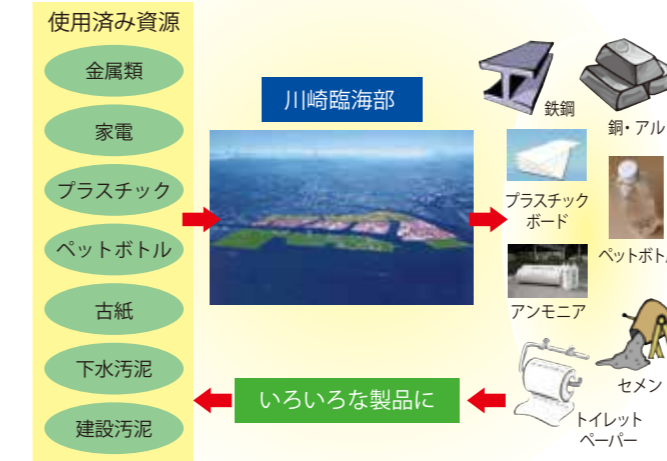 使用済み資源
金属類
家電
プラスチック
ペットボトル
古紙
下水汚泥
建設汚泥
川崎臨海部
いろいろな製品に
鉄鋼
銅・アル
プラスチック
ボード
ペットボトル
アンモニア
セメン
トイレット
ペーパー